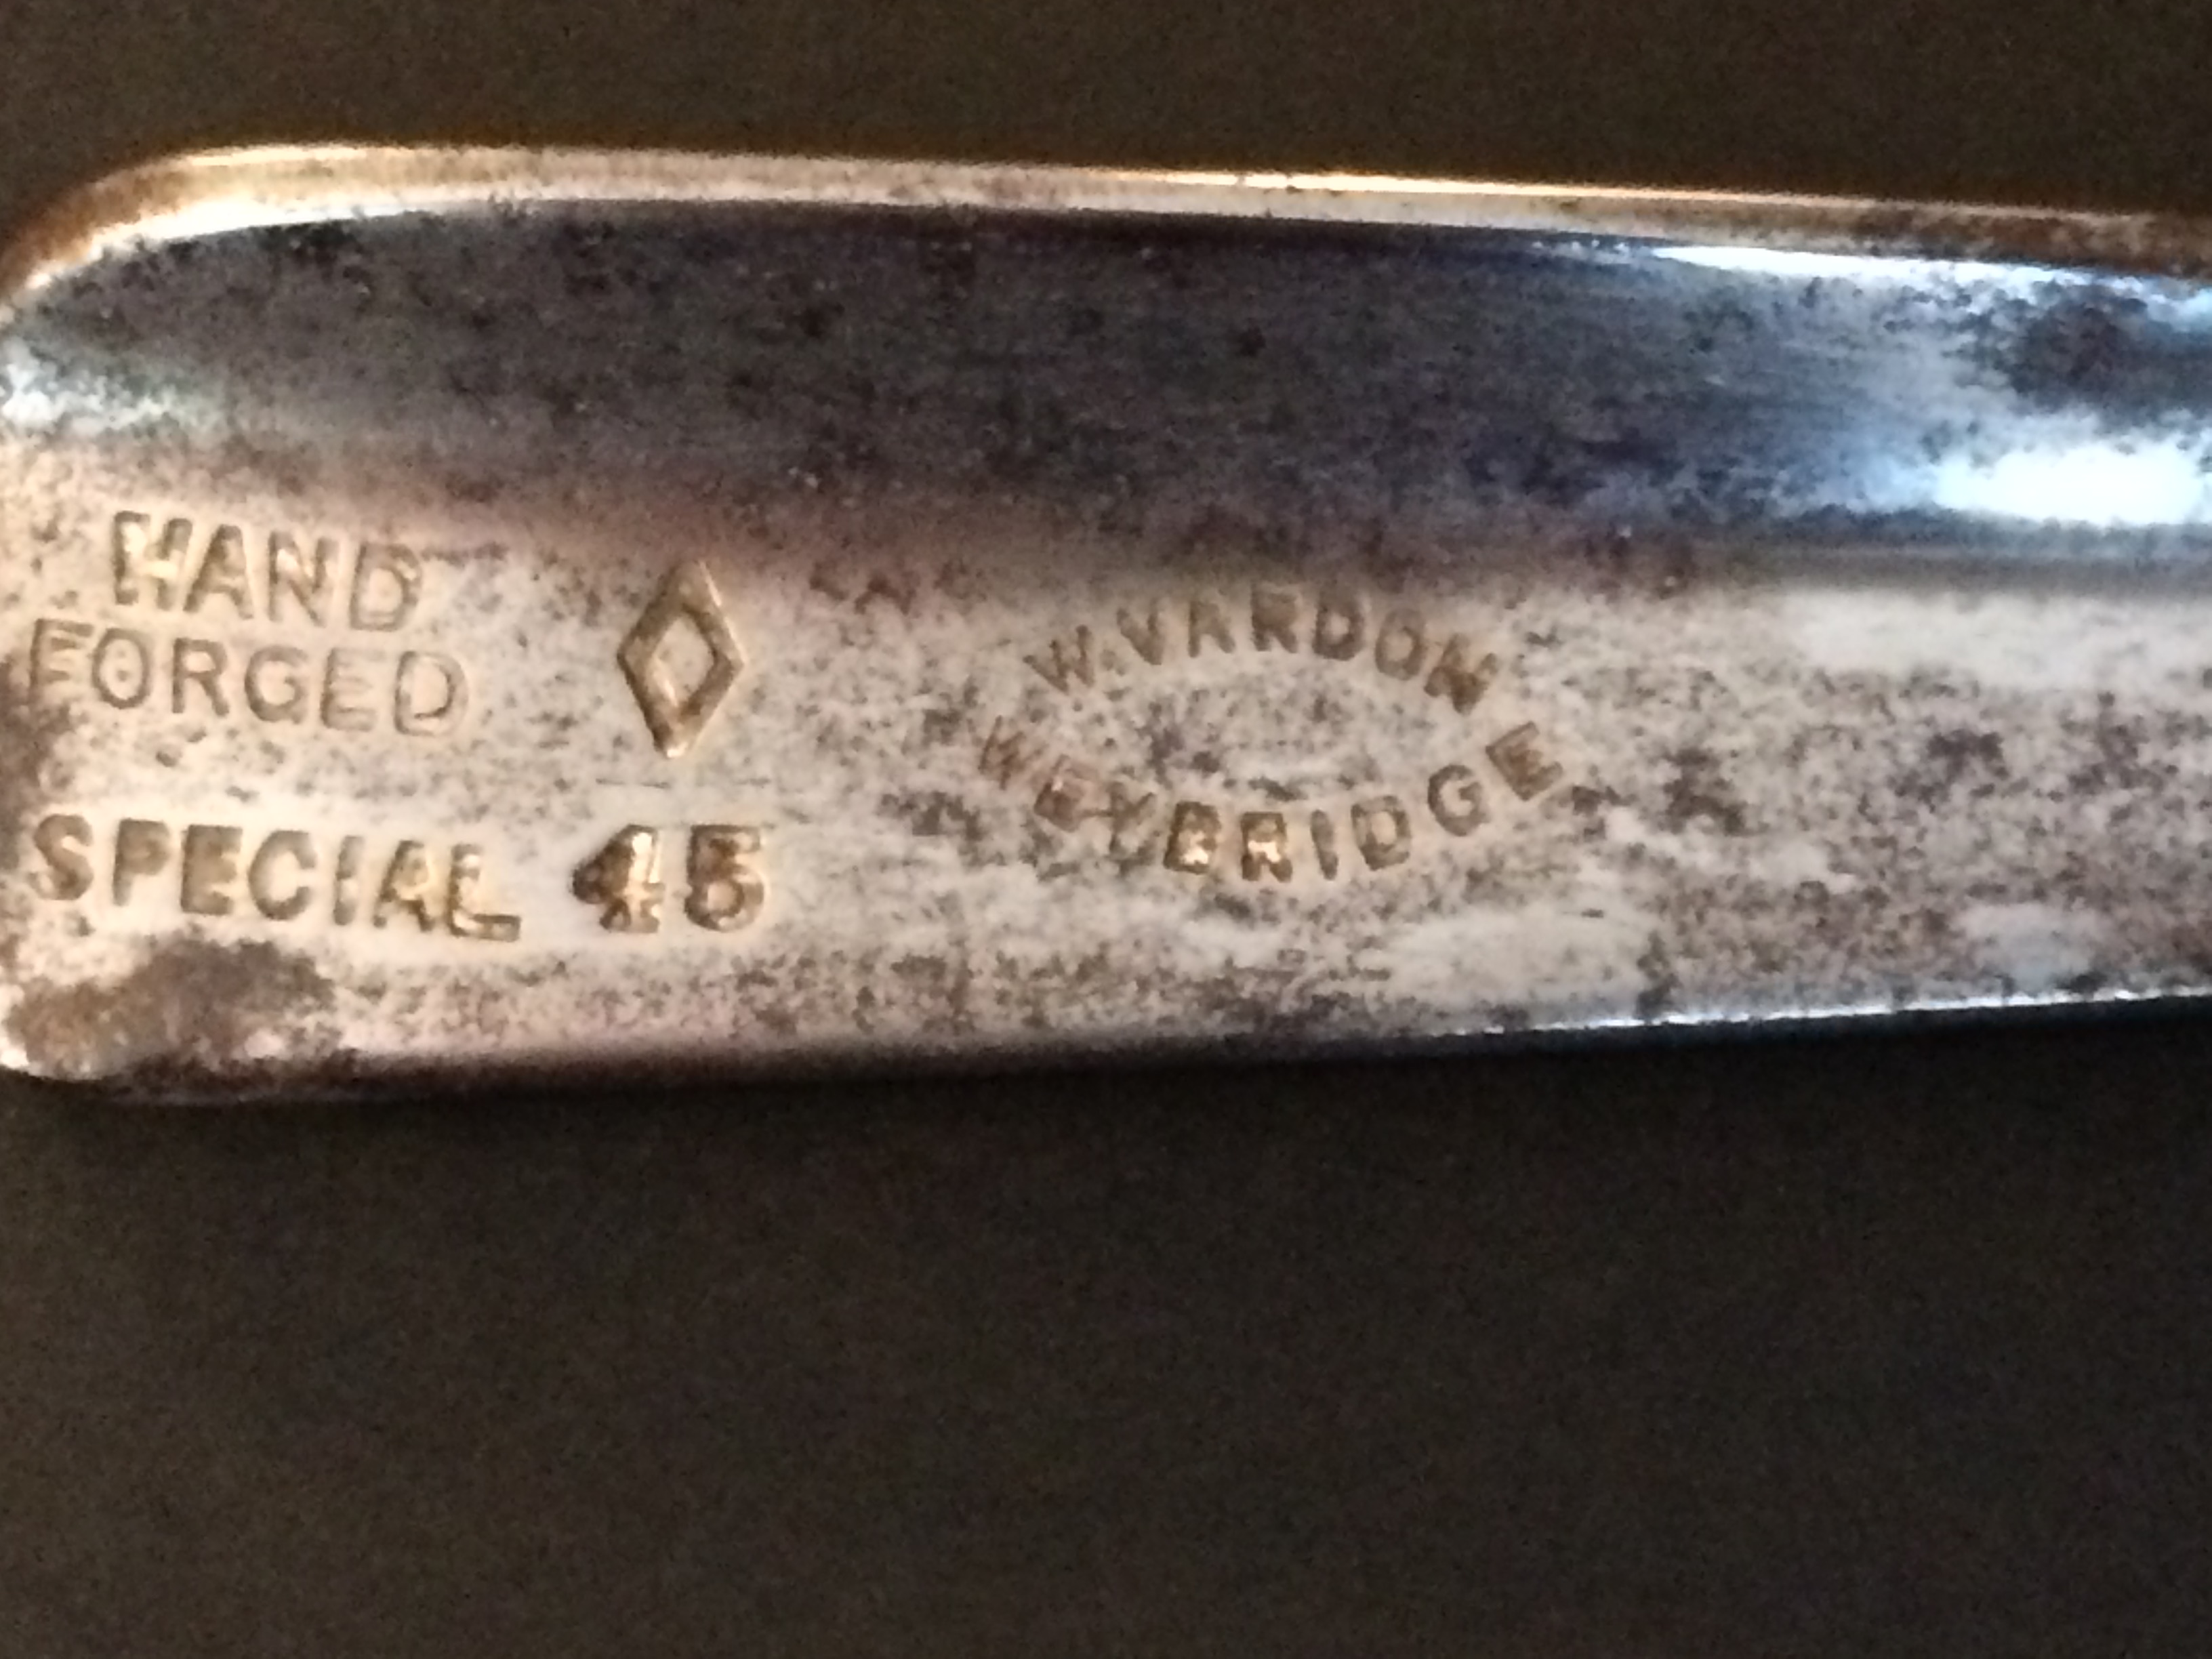 HAND
FORGED
SPECIAL 45
W. VARDON
WEYBRIDGE